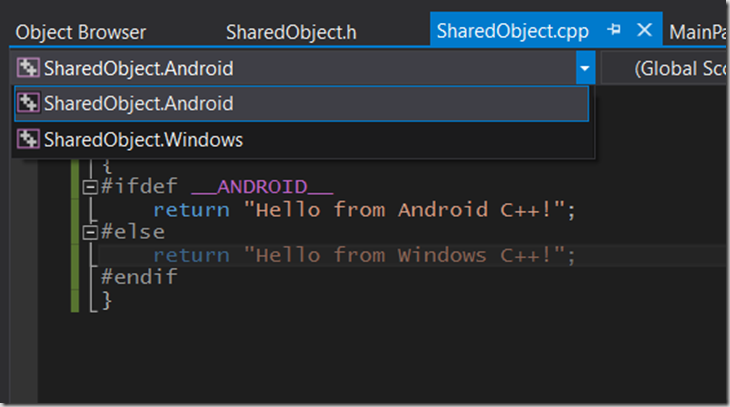 Object Browser SharedObject.h SharedObject.cpp MainPa
SharedObject.Android (Global Sco
SharedObject.Android
SharedObject.Windows
{
#ifdef __ANDROID__
return "Hello from Android C++!";
#else
return "Hello from Windows C++!";
#endif
}